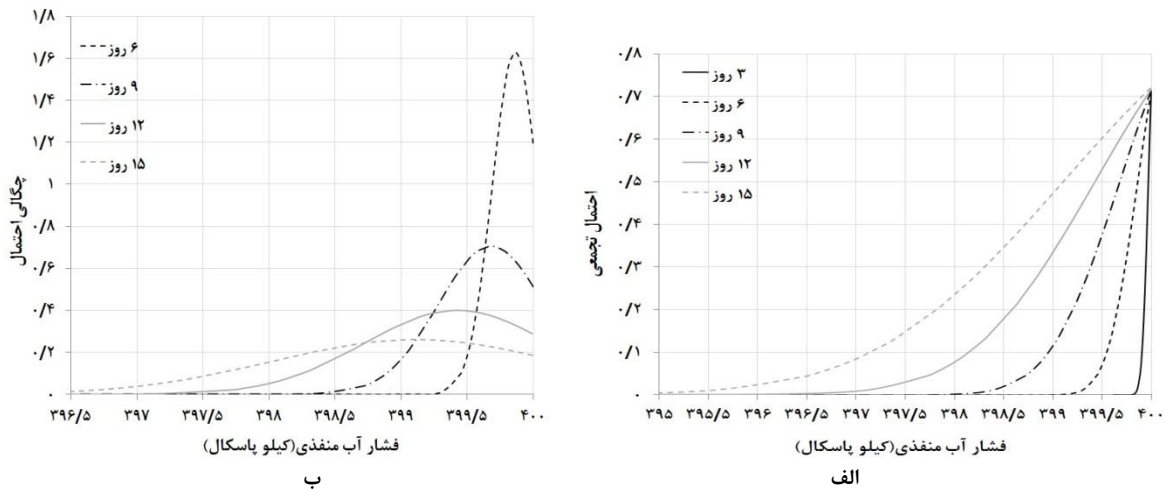 ۰/۸
۰/۷
۰/۶
۰/۵
۰/۴
۰/۳
۰/۲
۰/۱
۰
احتمال تجمعی
۳ روز
۶ روز
۹ روز
۱۲ روز
۱۵ روز
۳۹۵ ۳۹۵/۵ ۳۹۶ ۳۹۶/۵ ۳۹۷ ۳۹۷/۵ ۳۹۸ ۳۹۸/۵ ۳۹۹ ۳۹۹/۵ ۴۰۰
فشار آب منفذی(کیلو پاسکال)
الف
۱/۸
۱/۶
۱/۴
۱/۲
۱
۰/۸
۰/۶
۰/۴
۰/۲
۰
چگالی احتمال
۶ روز
۹ روز
۱۲ روز
۱۵ روز
۳۹۶/۵ ۳۹۷ ۳۹۷/۵ ۳۹۸ ۳۹۸/۵ ۳۹۹ ۳۹۹/۵ ۴۰۰
فشار آب منفذی(کیلو پاسکال)
ب